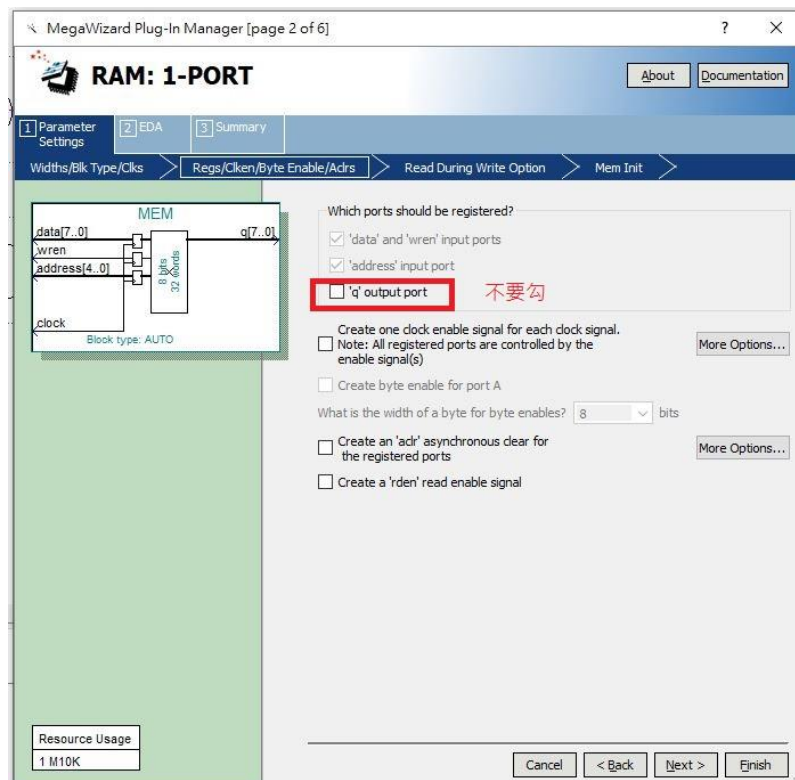 MegaWizard Plug-In Manager [page 2 of 6]
? ×
RAM: 1-PORT
About
Documentation
1 Parameter
Settings
2 EDA
3 Summary
Widths/Blk Type/Clks
Regs/Clken/Byte Enable/Aclrs
Read During Write Option
Mem Init
MEM
data[7..0]
q[7..0]
wren
address[4..0]
8 bits
32 words
clock
Block type: AUTO
Which ports should be registered?
'data' and 'wren' input ports
'address' input port
'q' output port
不要勾
Create one clock enable signal for each clock signal.
Note: All registered ports are controlled by the
enable signal(s)
More Options...
Create byte enable for port A
What is the width of a byte for byte enables? 8 bits
Create an 'aclr' asynchronous clear for
the registered ports
More Options...
Create a 'rden' read enable signal
Resource Usage
1 M10K
Cancel
< Back
Next >
Finish